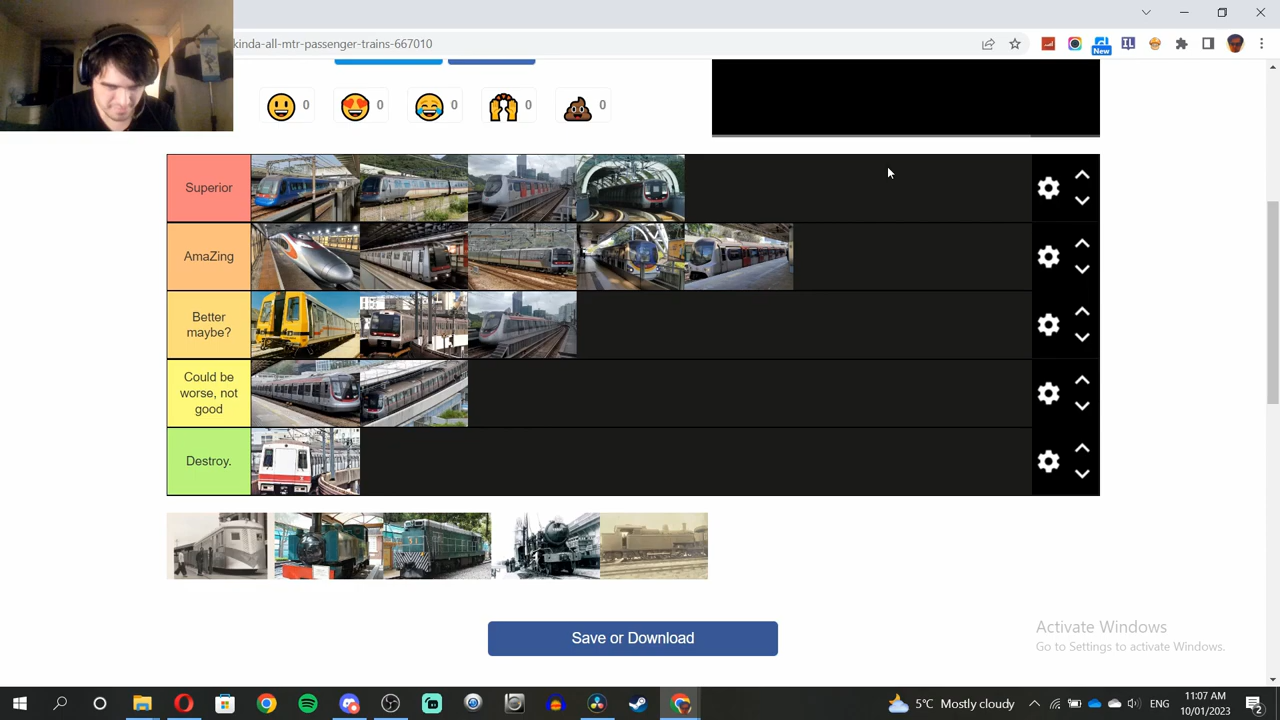 kinda-all-mtr-passenger-trains-667010
New
0
0
0
0
0
Superior
AmaZing
Better
maybe?
Could be
worse, not
good
Destroy.
Save or Download
Activate Windows
Go to Settings to activate Windows.
5°C Mostly cloudy
ENG
11:07 AM
10/01/2023
2